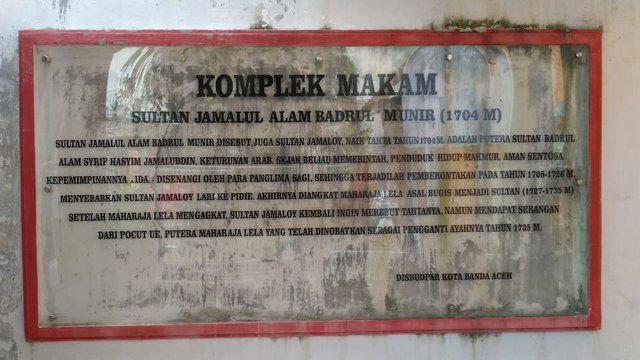 KOMPLEK MAKAM
SULTAN JAMALUL ALAM BADRUL MUNIR (1704 M)
SULTAN JAMALUL ALAM BADRUL MUNIR DISEBUT JUGA SULTAN JAMALOY, NAIK TAHTA TAHUN 1704 M. ADALAH PUTERA SULTAN BADRUL
ALAM SYRIF HASYIM JAMALUDDIN, KETURUNAN ARAB. SEJAK BELIAU MEMERINTAH, PENDUDUK HIDUP MAKMUR, AMAN SENTOSA.
KEPEMIMPINANNYA DISENANGI OLEH PARA PANGLIMA SAGI, SEHINGGA TERJADILAH PEMBERONTAKAN PADA TAHUN 1708-1726 M.
MENYEBABKAN SULTAN JAMALOY LARI KE PIDIE. AKHIRNYA DIANGKAT MAHARAJA LELA ASAL BUGIS MENJADI SULTAN (1727-1735 M)
SETELAH MAHARAJA LELA MENGAGKAT, SULTAN JAMALOY KEMBALI INGIN MEREBUT TAHTANYA, NAMUN MENDAPAT SERANGAN
DARI POCUT UE, PUTERA MAHARAJA LELA YANG TELAH DINOBATKAN SEBAGAI PENGGANTI AYAHNYA TAHUN 1735 M.
DISBUDPAR KOTA BANDA ACEH